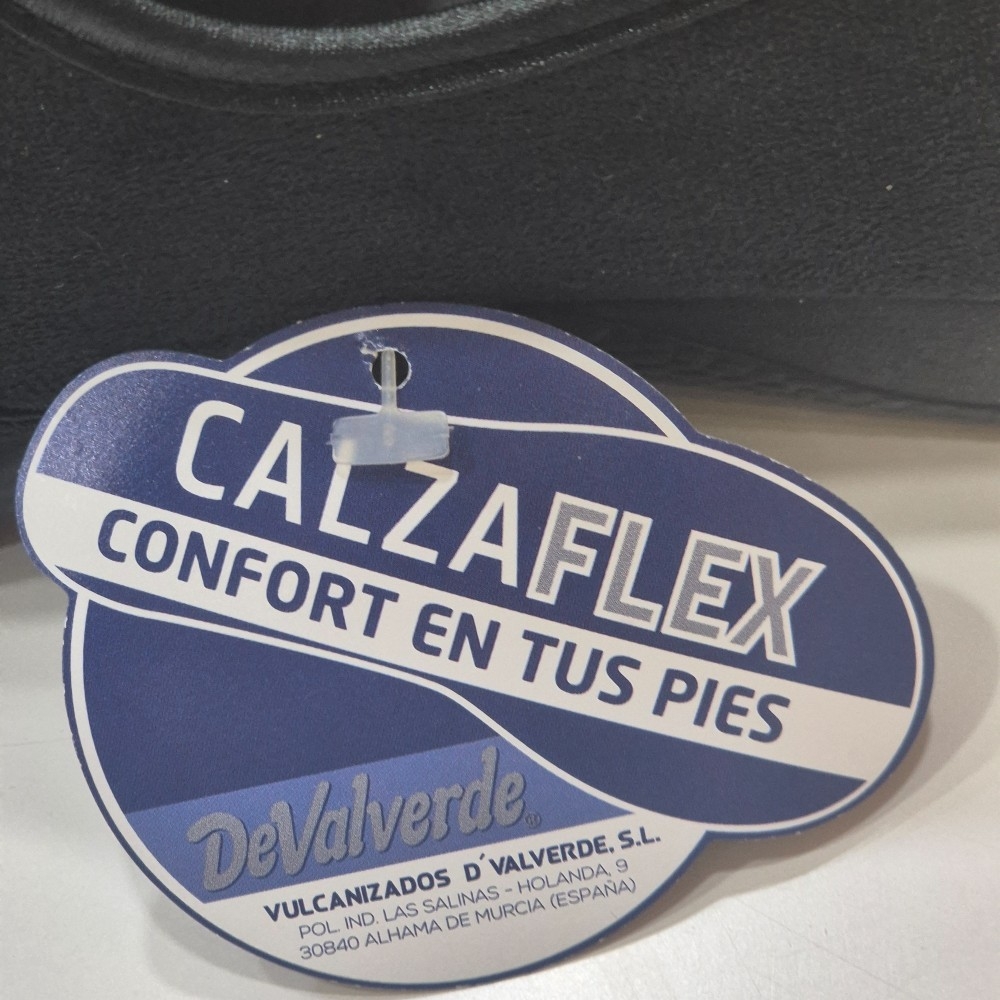 CALZAFLEX
CONFORT EN TUS PIES
DeValverde®
VULCANIZADOS D´VALVERDE, S.L.
POL. IND. LAS SALINAS - HOLANDA, 9
30840 ALHAMA DE MURCIA (ESPAÑA)